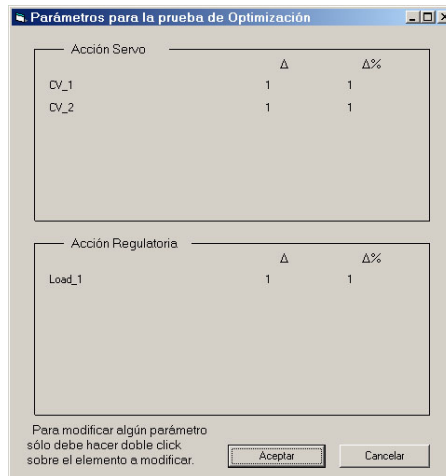 Parámetros para la prueba de Optimización
Acción Servo
Δ Δ%
CV_1 1 1
CV_2 1 1
Acción Regulatoria
Δ Δ%
Load_1 1 1
Para modificar algún parámetro
sólo debe hacer doble click
sobre el elemento a modificar.
Aceptar Cancelar